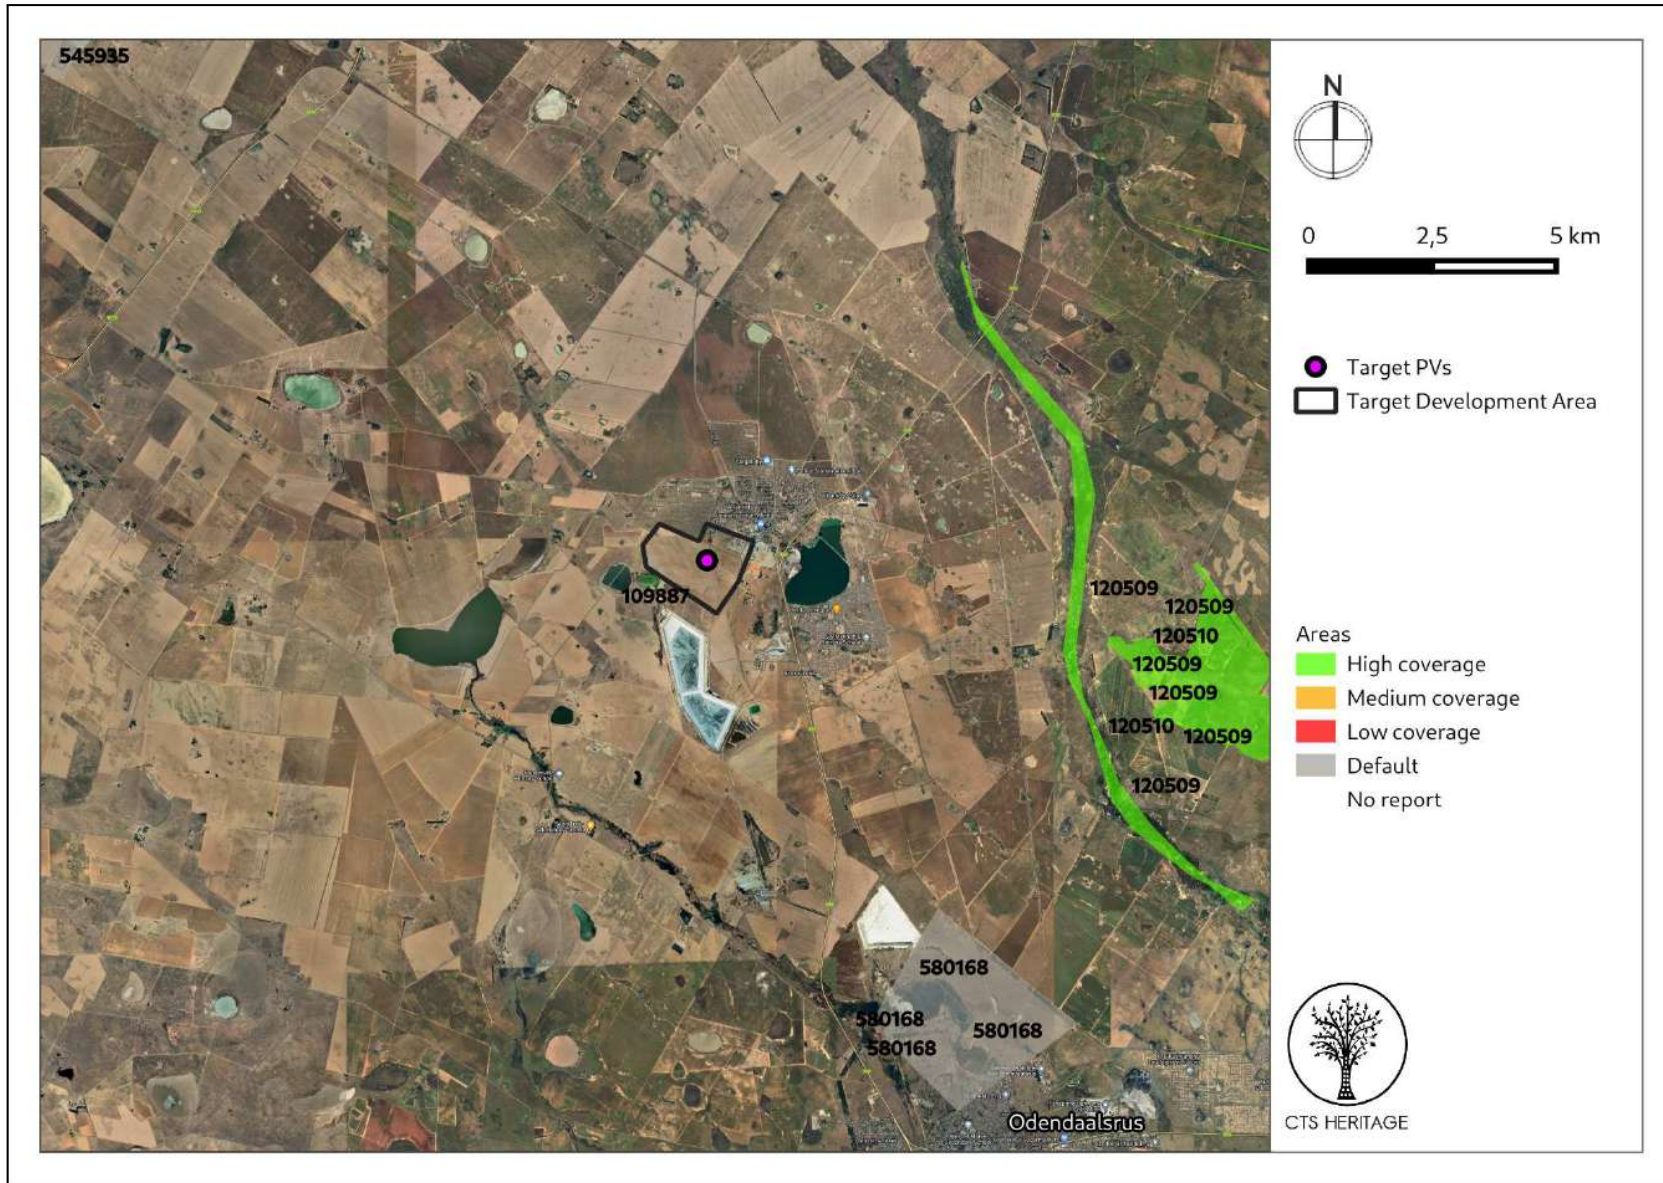 545935
N
0 2,5 5 km
Target PVs
Target Development Area
109887
120509
120509
120510
120509
120509
120510
120509
120509
Areas
High coverage
Medium coverage
Low coverage
Default
No report
580168
580168
580168
580168
Odendaalsrus
CTS HERITAGE